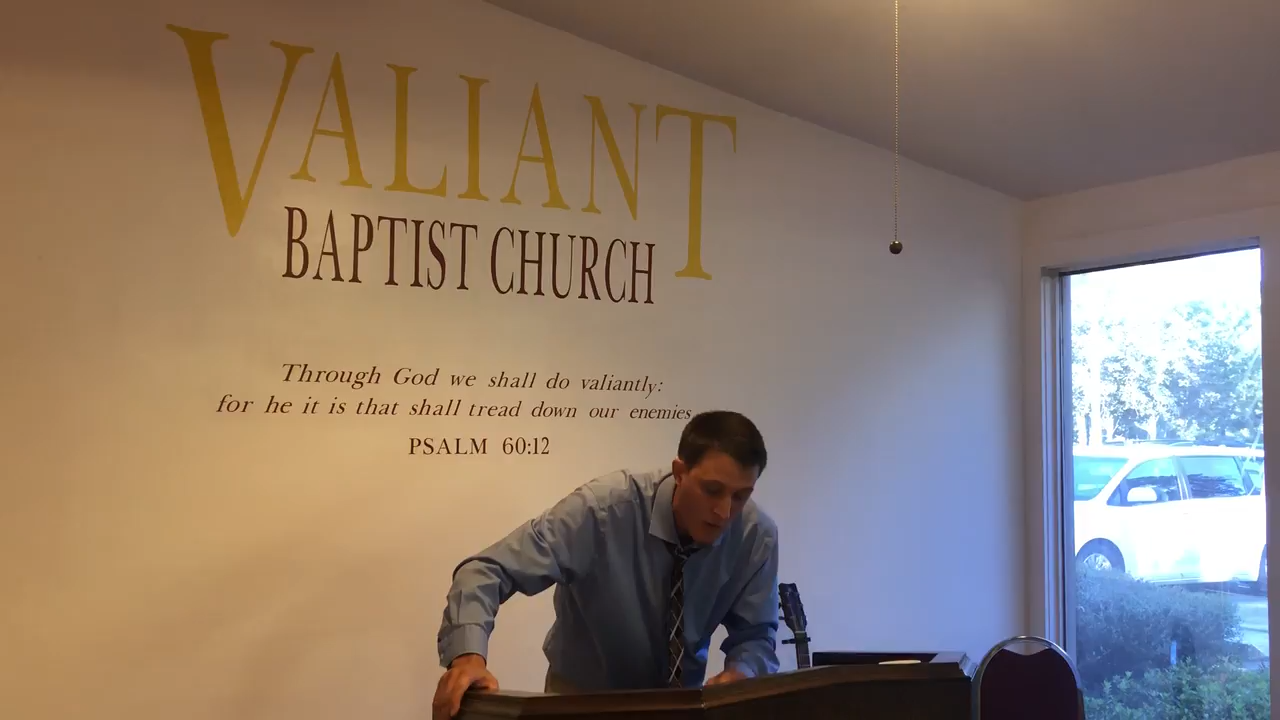 VALIANT
BAPTIST CHURCH
Through God we shall do valiantly:
for he it is that shall tread down our enemies
PSALM 60:12